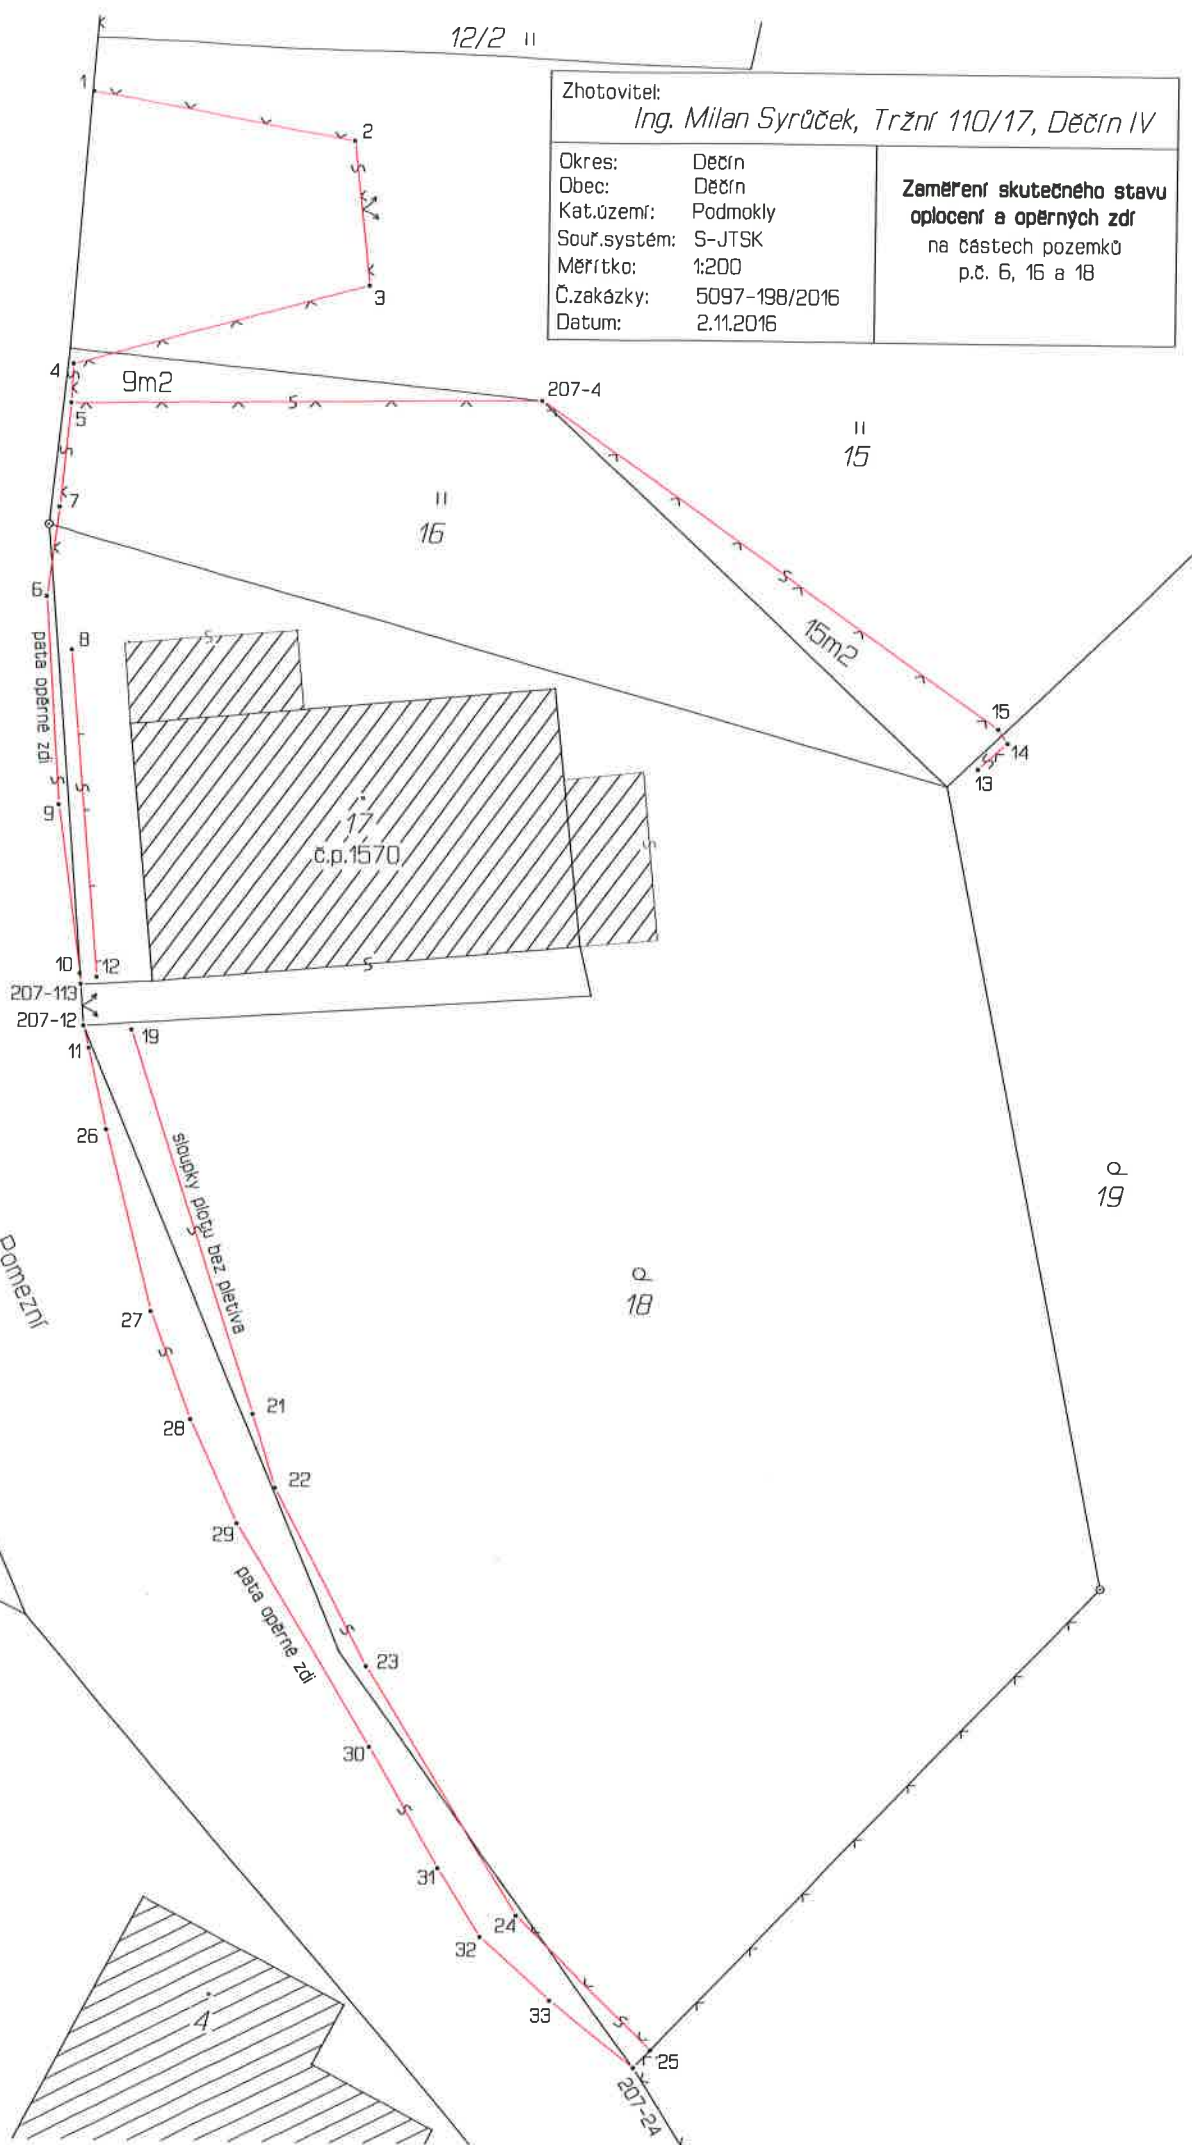 12/2 II
1
2
3
Zhotovitel:
Ing. Milan Syrůček, Tržní 110/17, Děčín IV
Okres: Děčín
Obec: Děčín
Kat.území: Podmokly
Souř.systém: S-JTSK
Měřítko: 1:200
Č.zakázky: 5097-198/2016
Datum: 2.11.2016
Zaměření skutečného stavu
oplocení a opěrných zdí
na částech pozemků
p.č. 6, 16 a 18
4
9m2
5
207-4
II
15
7
II
16
6
8
pata opěrné zdi
15m2
15
14
13
9
17
č.p.1570
10
12
207-113
207-12
19
11
26
sloupky plotu bez pletiva
19
Pomezní
18
27
21
28
22
29
pata opěrné zdi
23
30
31
24
32
33
4
25
207-24